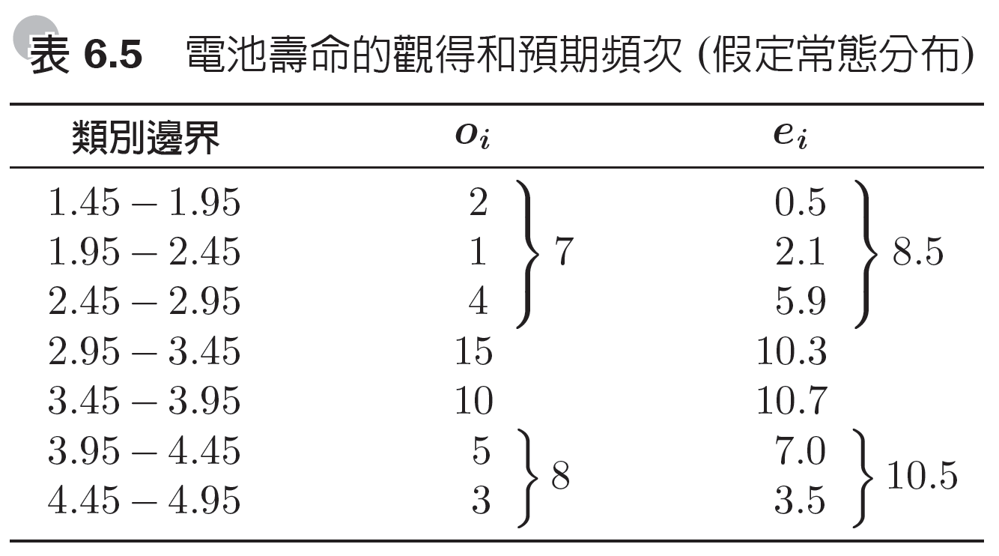 表 6.5 電池壽命的觀得和預期頻次 (假定常態分布)
類別邊界 oᵢ eᵢ
1.45 – 1.95 2 0.5
1.95 – 2.45 1 7 2.1 8.5
2.45 – 2.95 4 5.9
2.95 – 3.45 15 10.3
3.45 – 3.95 10 10.7
3.95 – 4.45 5 7.0
8 10.5
4.45 – 4.95 3 3.5